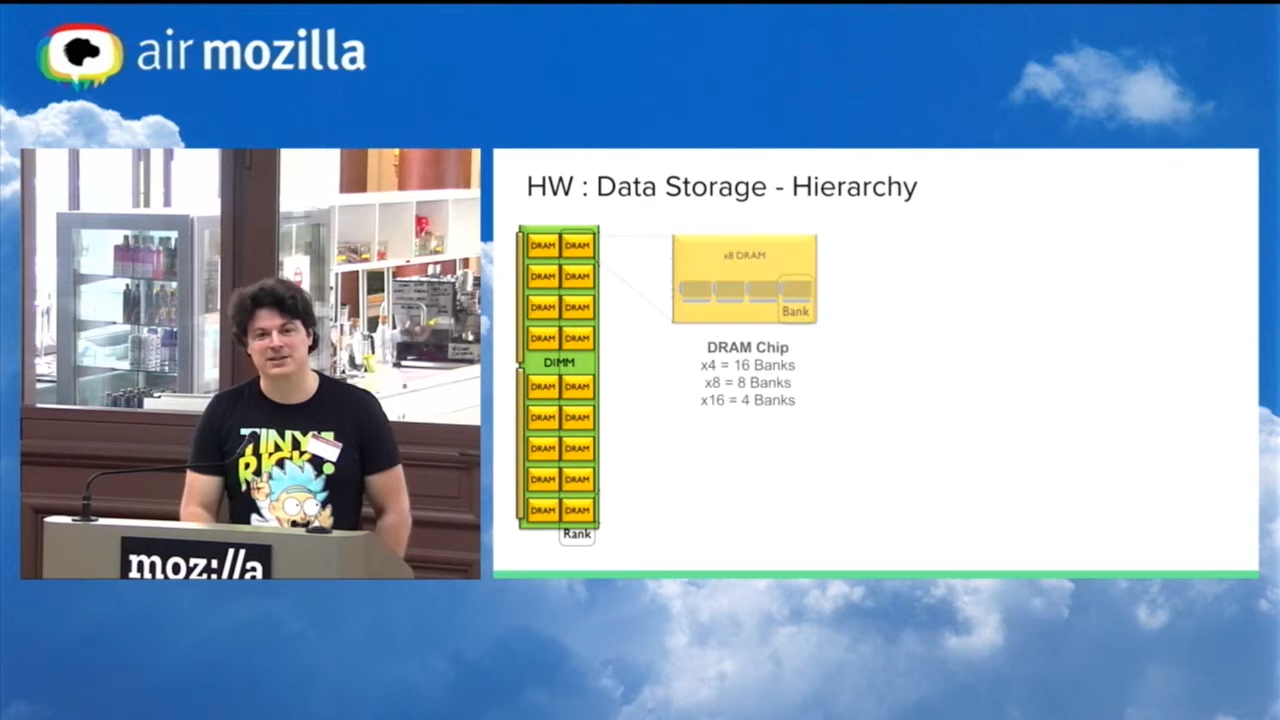 air mozilla
HW : Data Storage - Hierarchy
DRAM DRAM
DRAM DRAM
DRAM DRAM
DRAM DRAM
DIMM
DRAM DRAM
DRAM DRAM
DRAM DRAM
DRAM DRAM
DRAM DRAM
Rank
x8 DRAM
Bank
DRAM Chip
x4 = 16 Banks
x8 = 8 Banks
x16 = 4 Banks
TINY
RICK
moz://a